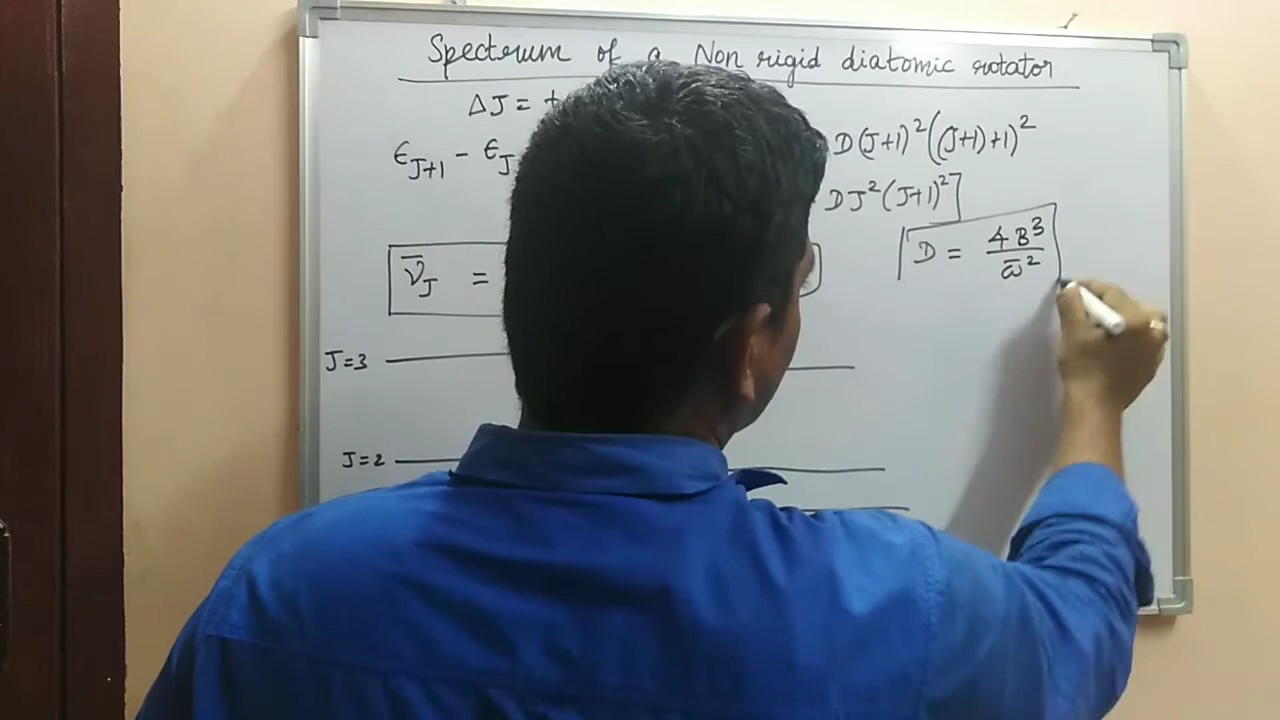 Spectrum of a Non rigid diatomic rotator
ΔJ = +
ϵ_{J+1} - ϵ_J D(J+1)²((J+1)+1)²
DJ²(J+1)²]
D = 4B³/ω̄²
ν̄_J =
J=3
J=2